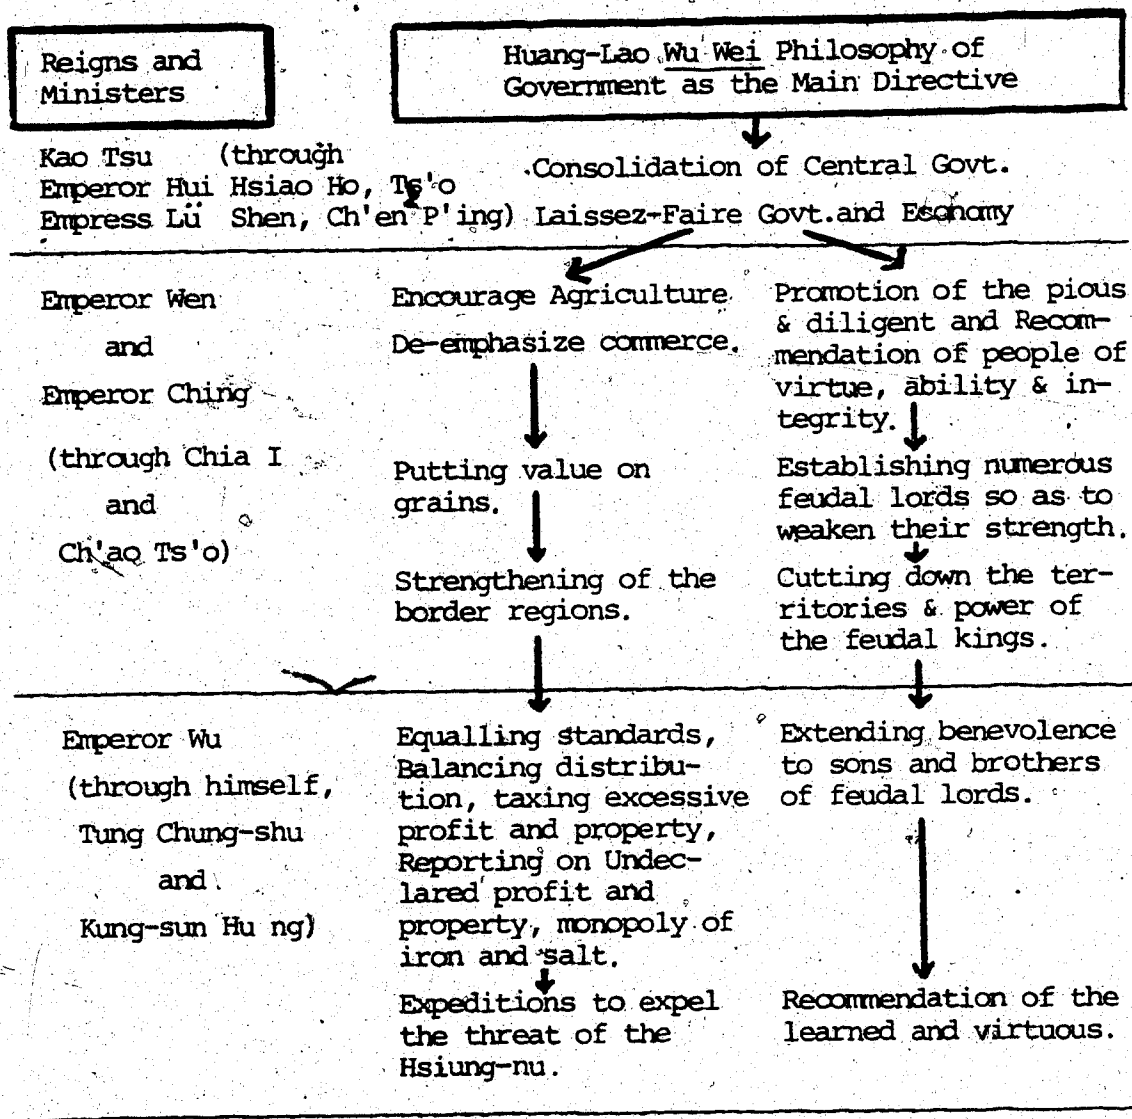 Reigns and
Ministers
Huang-Lao Wu Wei Philosophy of
Government as the Main Directive
Kao Tsu (through
Emperor Hui Hsiao Ho, Ts'o
Empress Lü Shen, Ch'en P'ing)
Consolidation of Central Govt.
Laissez-Faire Govt.and Economy
Emperor Wen
and
Emperor Ching
(through Chia I
and
Ch'ao Ts'o)
Encourage Agriculture
De-emphasize commerce.
Putting value on
grains.
Strengthening of the
border regions.
Promotion of the pious
& diligent and Recom-
mendation of people of
virtue, ability & in-
tegrity.
Establishing numerous
feudal lords so as to
weaken their strength.
Cutting down the ter-
ritories & power of
the feudal kings.
Emperor Wu
(through himself,
Tung Chung-shu
and
Kung-sun Hu ng)
Equalling standards,
Balancing distribu-
tion, taxing excessive
profit and property,
Reporting on Undec-
lared profit and
property, monopoly of
iron and salt.
Expeditions to expel
the threat of the
Hsiung-nu.
Extending benevolence
to sons and brothers
of feudal lords.
Recommendation of the
learned and virtuous.